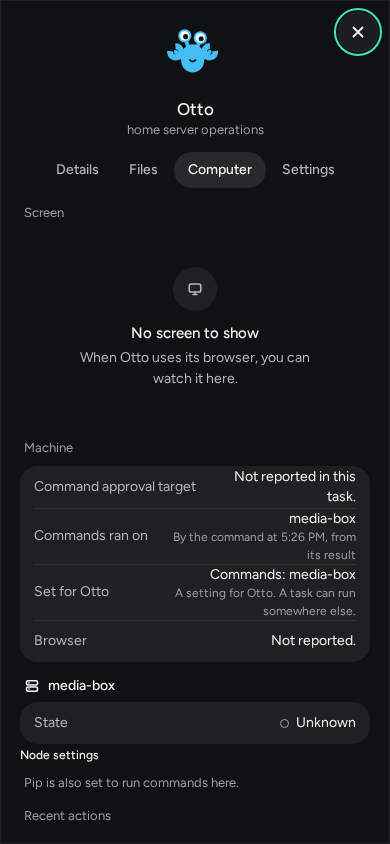 Otto
home server operations
Details Files Computer Settings
Screen
No screen to show
When Otto uses its browser, you can
watch it here.
Machine
Command approval target Not reported in this
task.
Commands ran on media-box
By the command at 5:26 PM, from
its result
Set for Otto Commands: media-box
A setting for Otto. A task can run
somewhere else.
Browser Not reported.
media-box
State Unknown
Node settings
Pip is also set to run commands here.
Recent actions